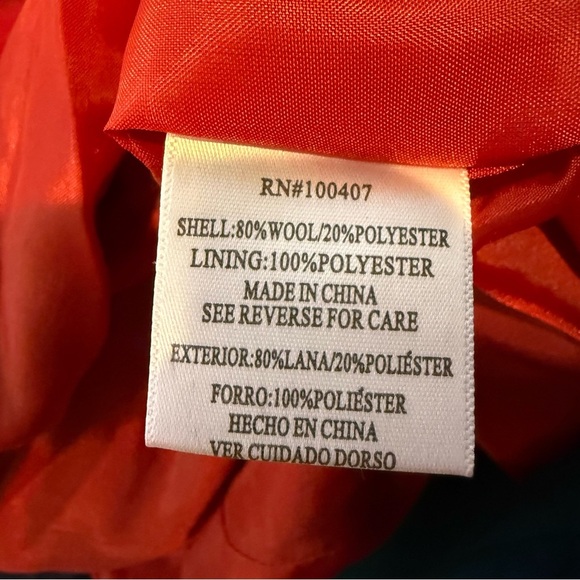 RN#100407
SHELL:80%WOOL/20%POLYESTER
LINING:100%POLYESTER
MADE IN CHINA
SEE REVERSE FOR CARE
EXTERIOR:80%LANA/20%POLIÉSTER
FORRO:100%POLIÉSTER
HECHO EN CHINA
VER CUIDADO DORSO